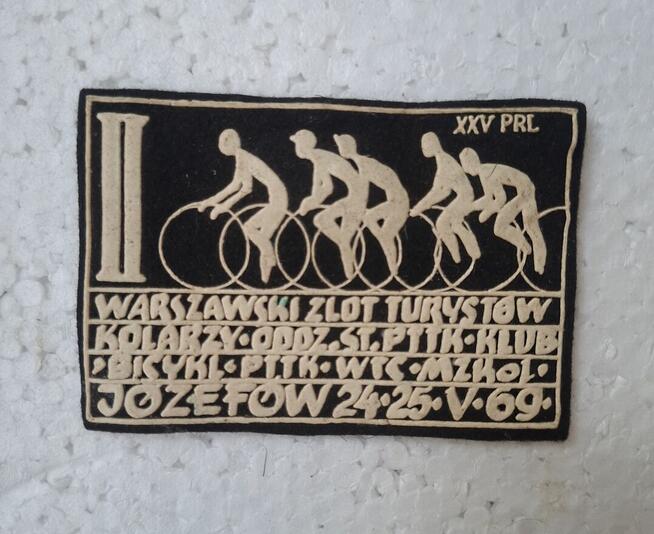 XXV PRL
II
WARSZAWSKI ZLOT TURYSTÓW
KOLARZY·ODDZ.ST.PTTK·KLUB
·BICYKL·PTTK·WTC·MZKOL·
JÓZEFÓW 24·25·V·69·